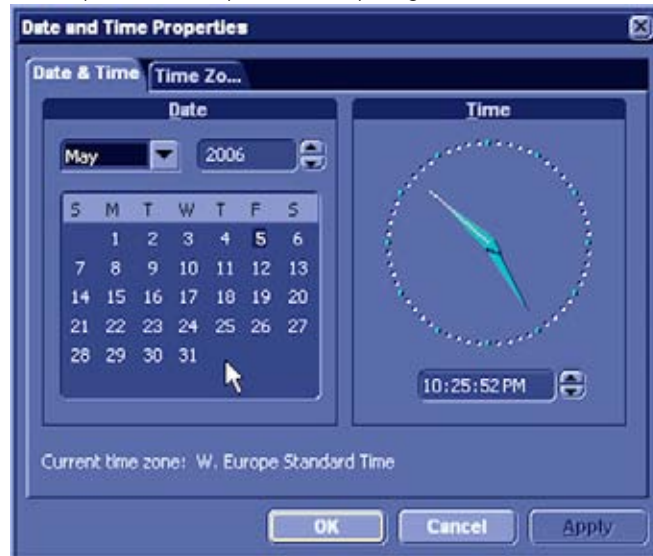 Date and Time Properties
Date & Time
Time Zo...
Date
May
2006
S M T W T F S
1 2 3 4 5 6
7 8 9 10 11 12 13
14 15 16 17 18 19 20
21 22 23 24 25 26 27
28 29 30 31
Time
10:25:52 PM
Current time zone: W. Europe Standard Time
OK
Cancel
Apply